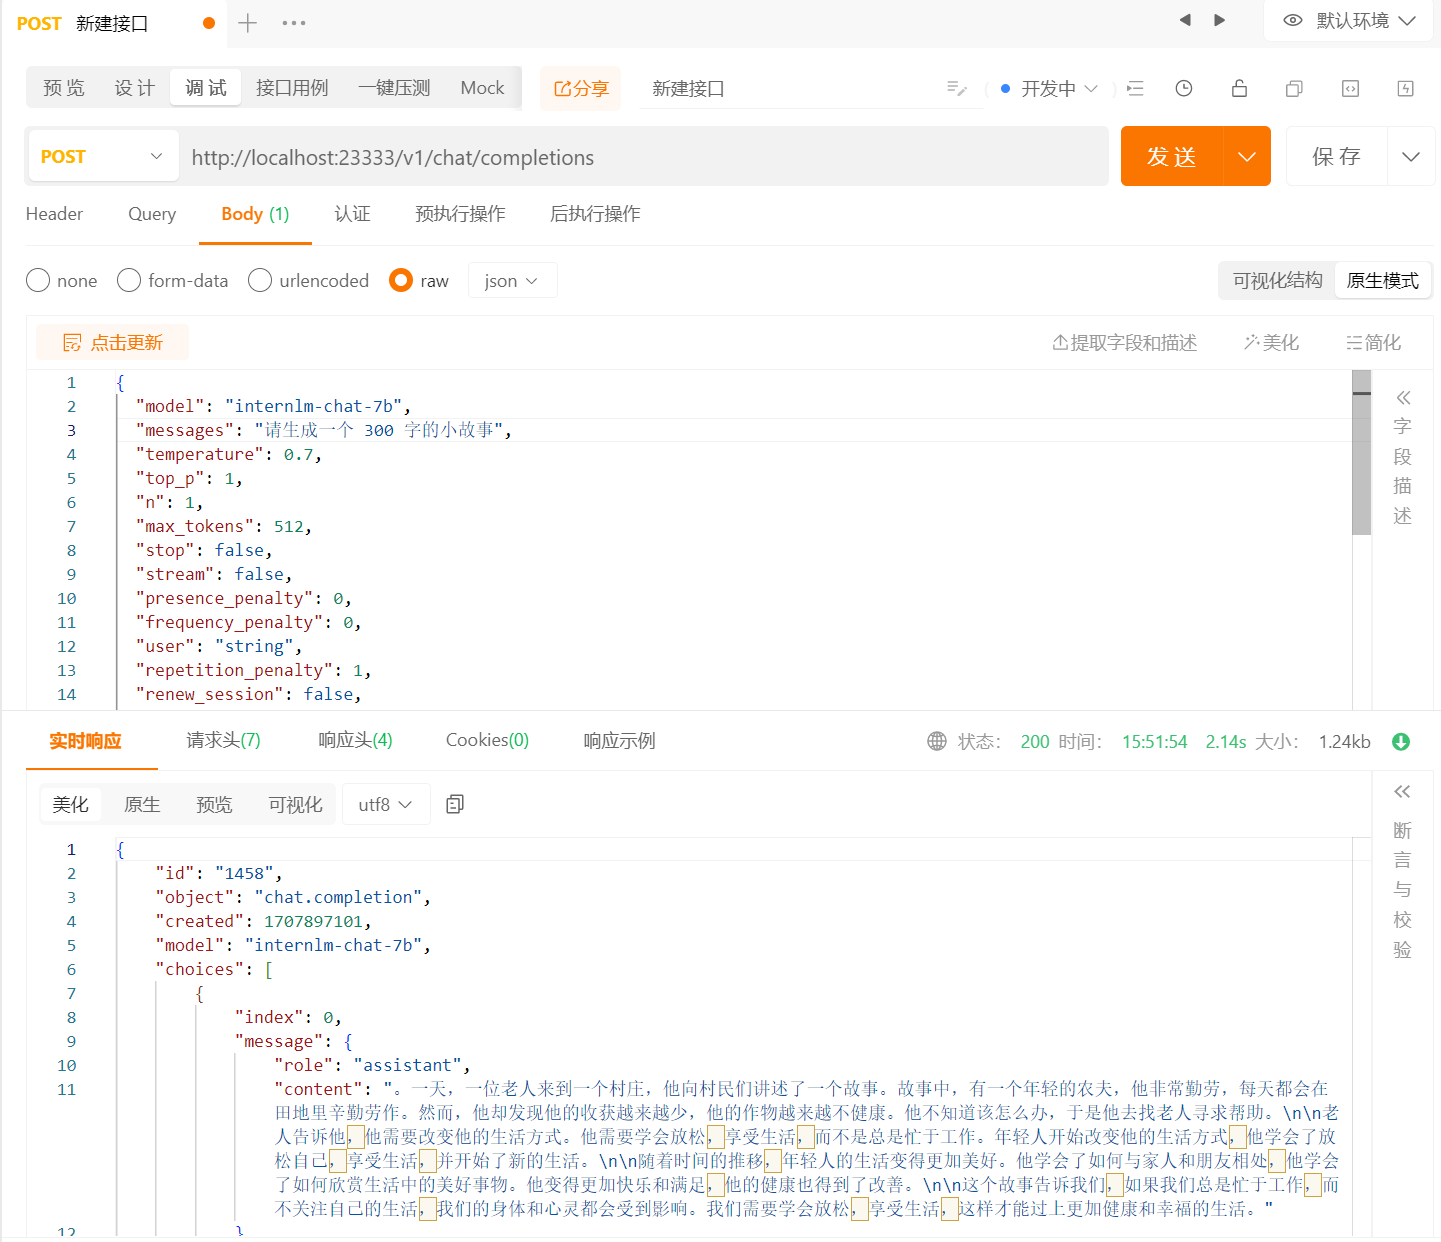 POST 新建接口
默认环境
预 览 设 计 调 试 接口用例 一键压测 Mock 分享 新建接口 开发中
POST http://localhost:23333/v1/chat/completions 发 送 保 存
Header Query Body (1) 认证 预执行操作 后执行操作
none form-data urlencoded raw json 可视化结构 原生模式
点击更新 提取字段和描述 美化 简化
1 {
2 "model": "internlm-chat-7b",
3 "messages": "请生成一个 300 字的小故事",
4 "temperature": 0.7,
5 "top_p": 1,
6 "n": 1,
7 "max_tokens": 512,
8 "stop": false,
9 "stream": false,
10 "presence_penalty": 0,
11 "frequency_penalty": 0,
12 "user": "string",
13 "repetition_penalty": 1,
14 "renew_session": false,
字段描述
实时响应 请求头(7) 响应头(4) Cookies(0) 响应示例 状态： 200 时间： 15:51:54 2.14s 大小： 1.24kb
美化 原生 预览 可视化 utf8
1 {
2 "id": "1458",
3 "object": "chat.completion",
4 "created": 1707897101,
5 "model": "internlm-chat-7b",
6 "choices": [
7 {
8 "index": 0,
9 "message": {
10 "role": "assistant",
11 "content": "。一天，一位老人来到一个村庄，他向村民们讲述了一个故事。故事中，有一个年轻的农夫，他非常勤劳，每天都会在
田地里辛勤劳作。然而，他却发现他的收获越来越少，他的作物越来越不健康。他不知道该怎么办，于是他去找老人寻求帮助。\n\n老
人告诉他，他需要改变他的生活方式。他需要学会放松，享受生活，而不是总是忙于工作。年轻人开始改变他的生活方式，他学会了放
松自己，享受生活，并开始了新的生活。\n\n随着时间的推移，年轻人的生活变得更加美好。他学会了如何与家人和朋友相处，他学会
了如何欣赏生活中的美好事物。他变得更加快乐和满足，他的健康也得到了改善。\n\n这个故事告诉我们，如果我们总是忙于工作，而
不关注自己的生活，我们的身体和心灵都会受到影响。我们需要学会放松，享受生活，这样才能过上更加健康和幸福的生活。"
12 }
断言与校验